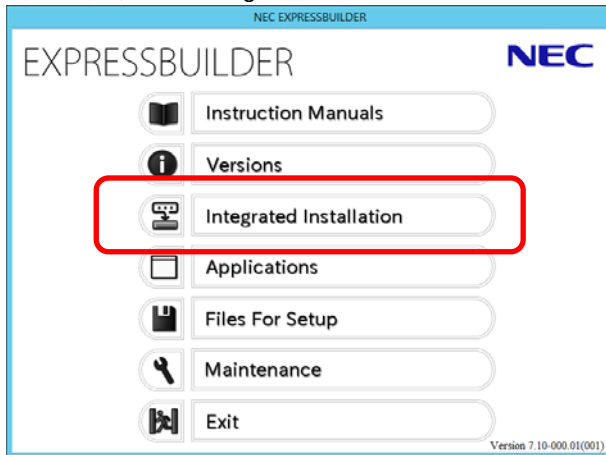 NEC EXPRESSBUILDER
EXPRESSBUILDER
NEC
Instruction Manuals
Versions
Integrated Installation
Applications
Files For Setup
Maintenance
Exit
Version 7.10-000.01(001)